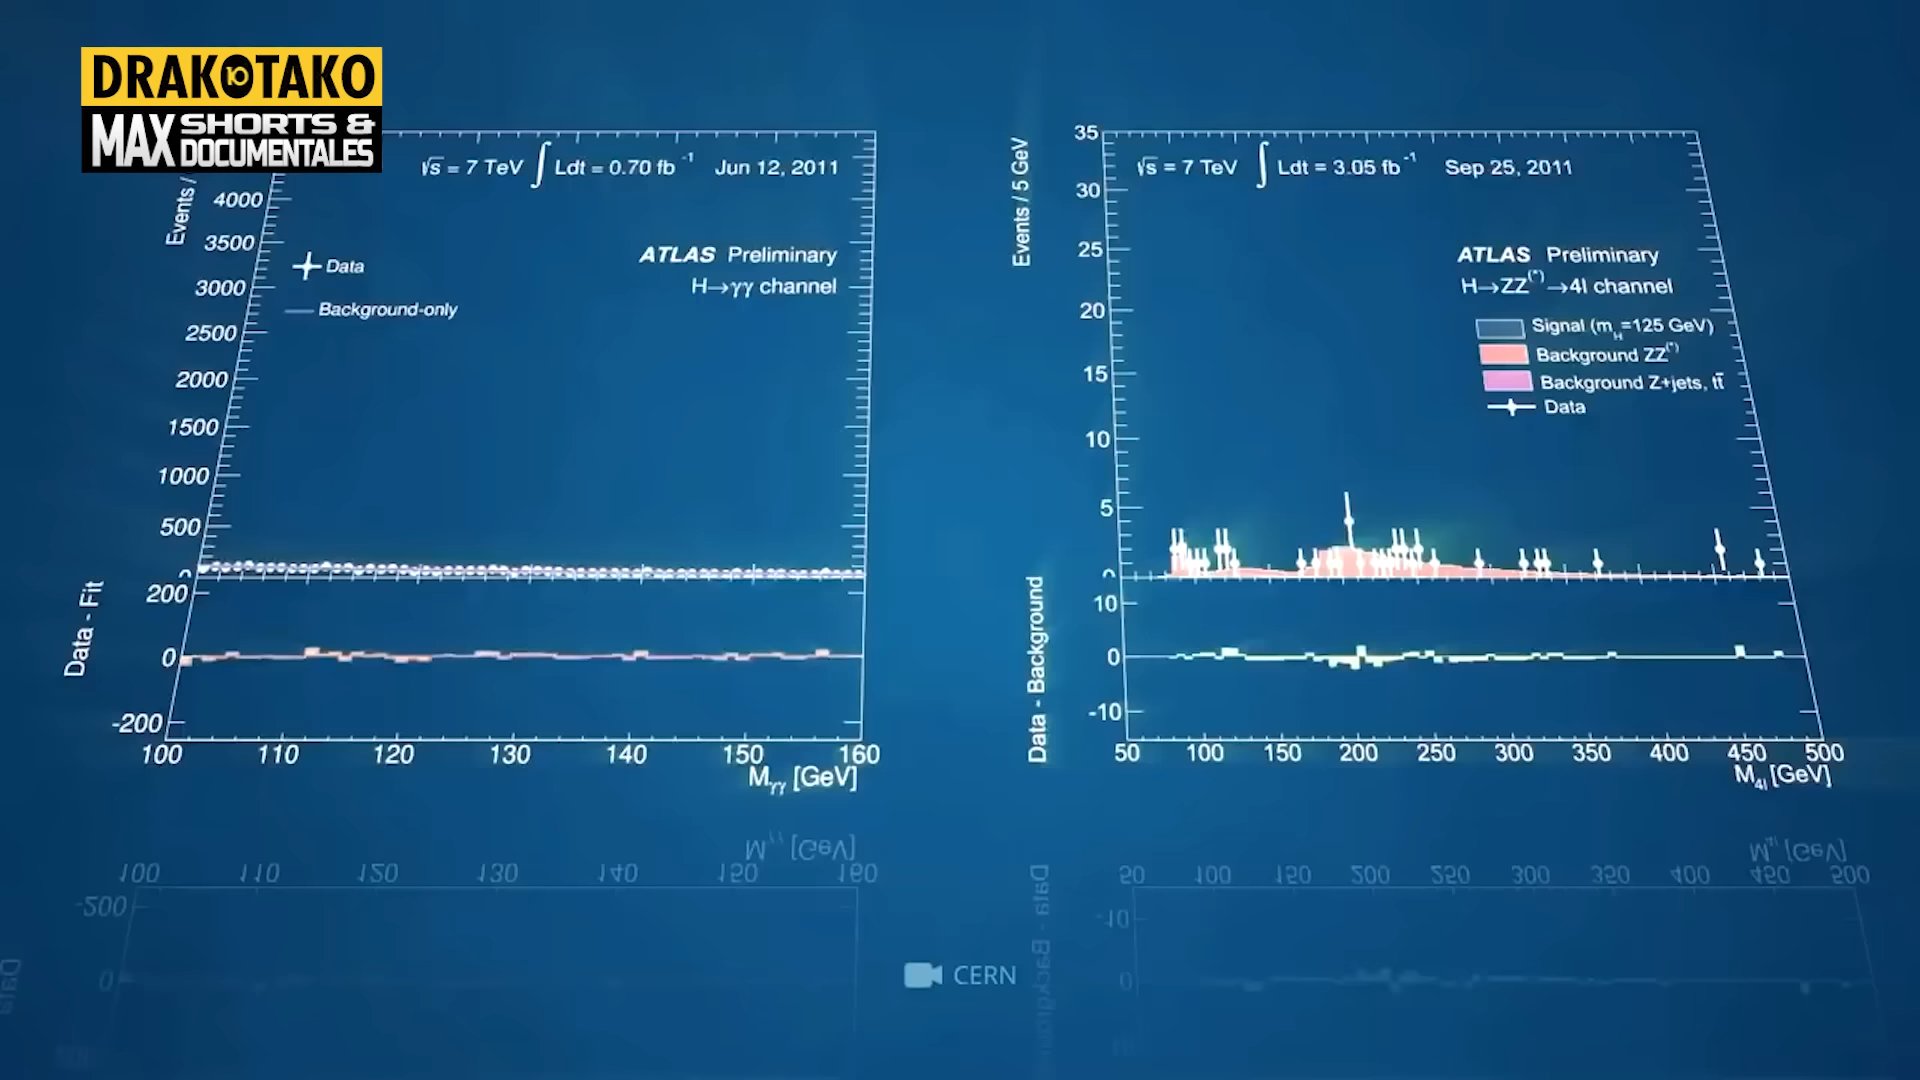 DRAKOTAKO
10
MAX SHORTS & DOCUMENTALES
√s = 7 TeV ∫ Ldt = 0.70 fb⁻¹ Jun 12, 2011
Events /
4000
3500
3000
2500
2000
1500
1000
500
0
Data
Background-only
ATLAS Preliminary
H→γγ channel
Data - Fit
200
0
-200
100 110 120 130 140 150 160
Mγγ [GeV]
√s = 7 TeV ∫ Ldt = 3.05 fb⁻¹ Sep 25, 2011
Events / 5 GeV
35
30
25
20
15
10
5
0
ATLAS Preliminary
H→ZZ(*)→4l channel
Signal (mH=125 GeV)
Background ZZ(*)
Background Z+jets, tt̄
Data
Data - Background
10
0
-10
50 100 150 200 250 300 350 400 450 500
M4l [GeV]
CERN